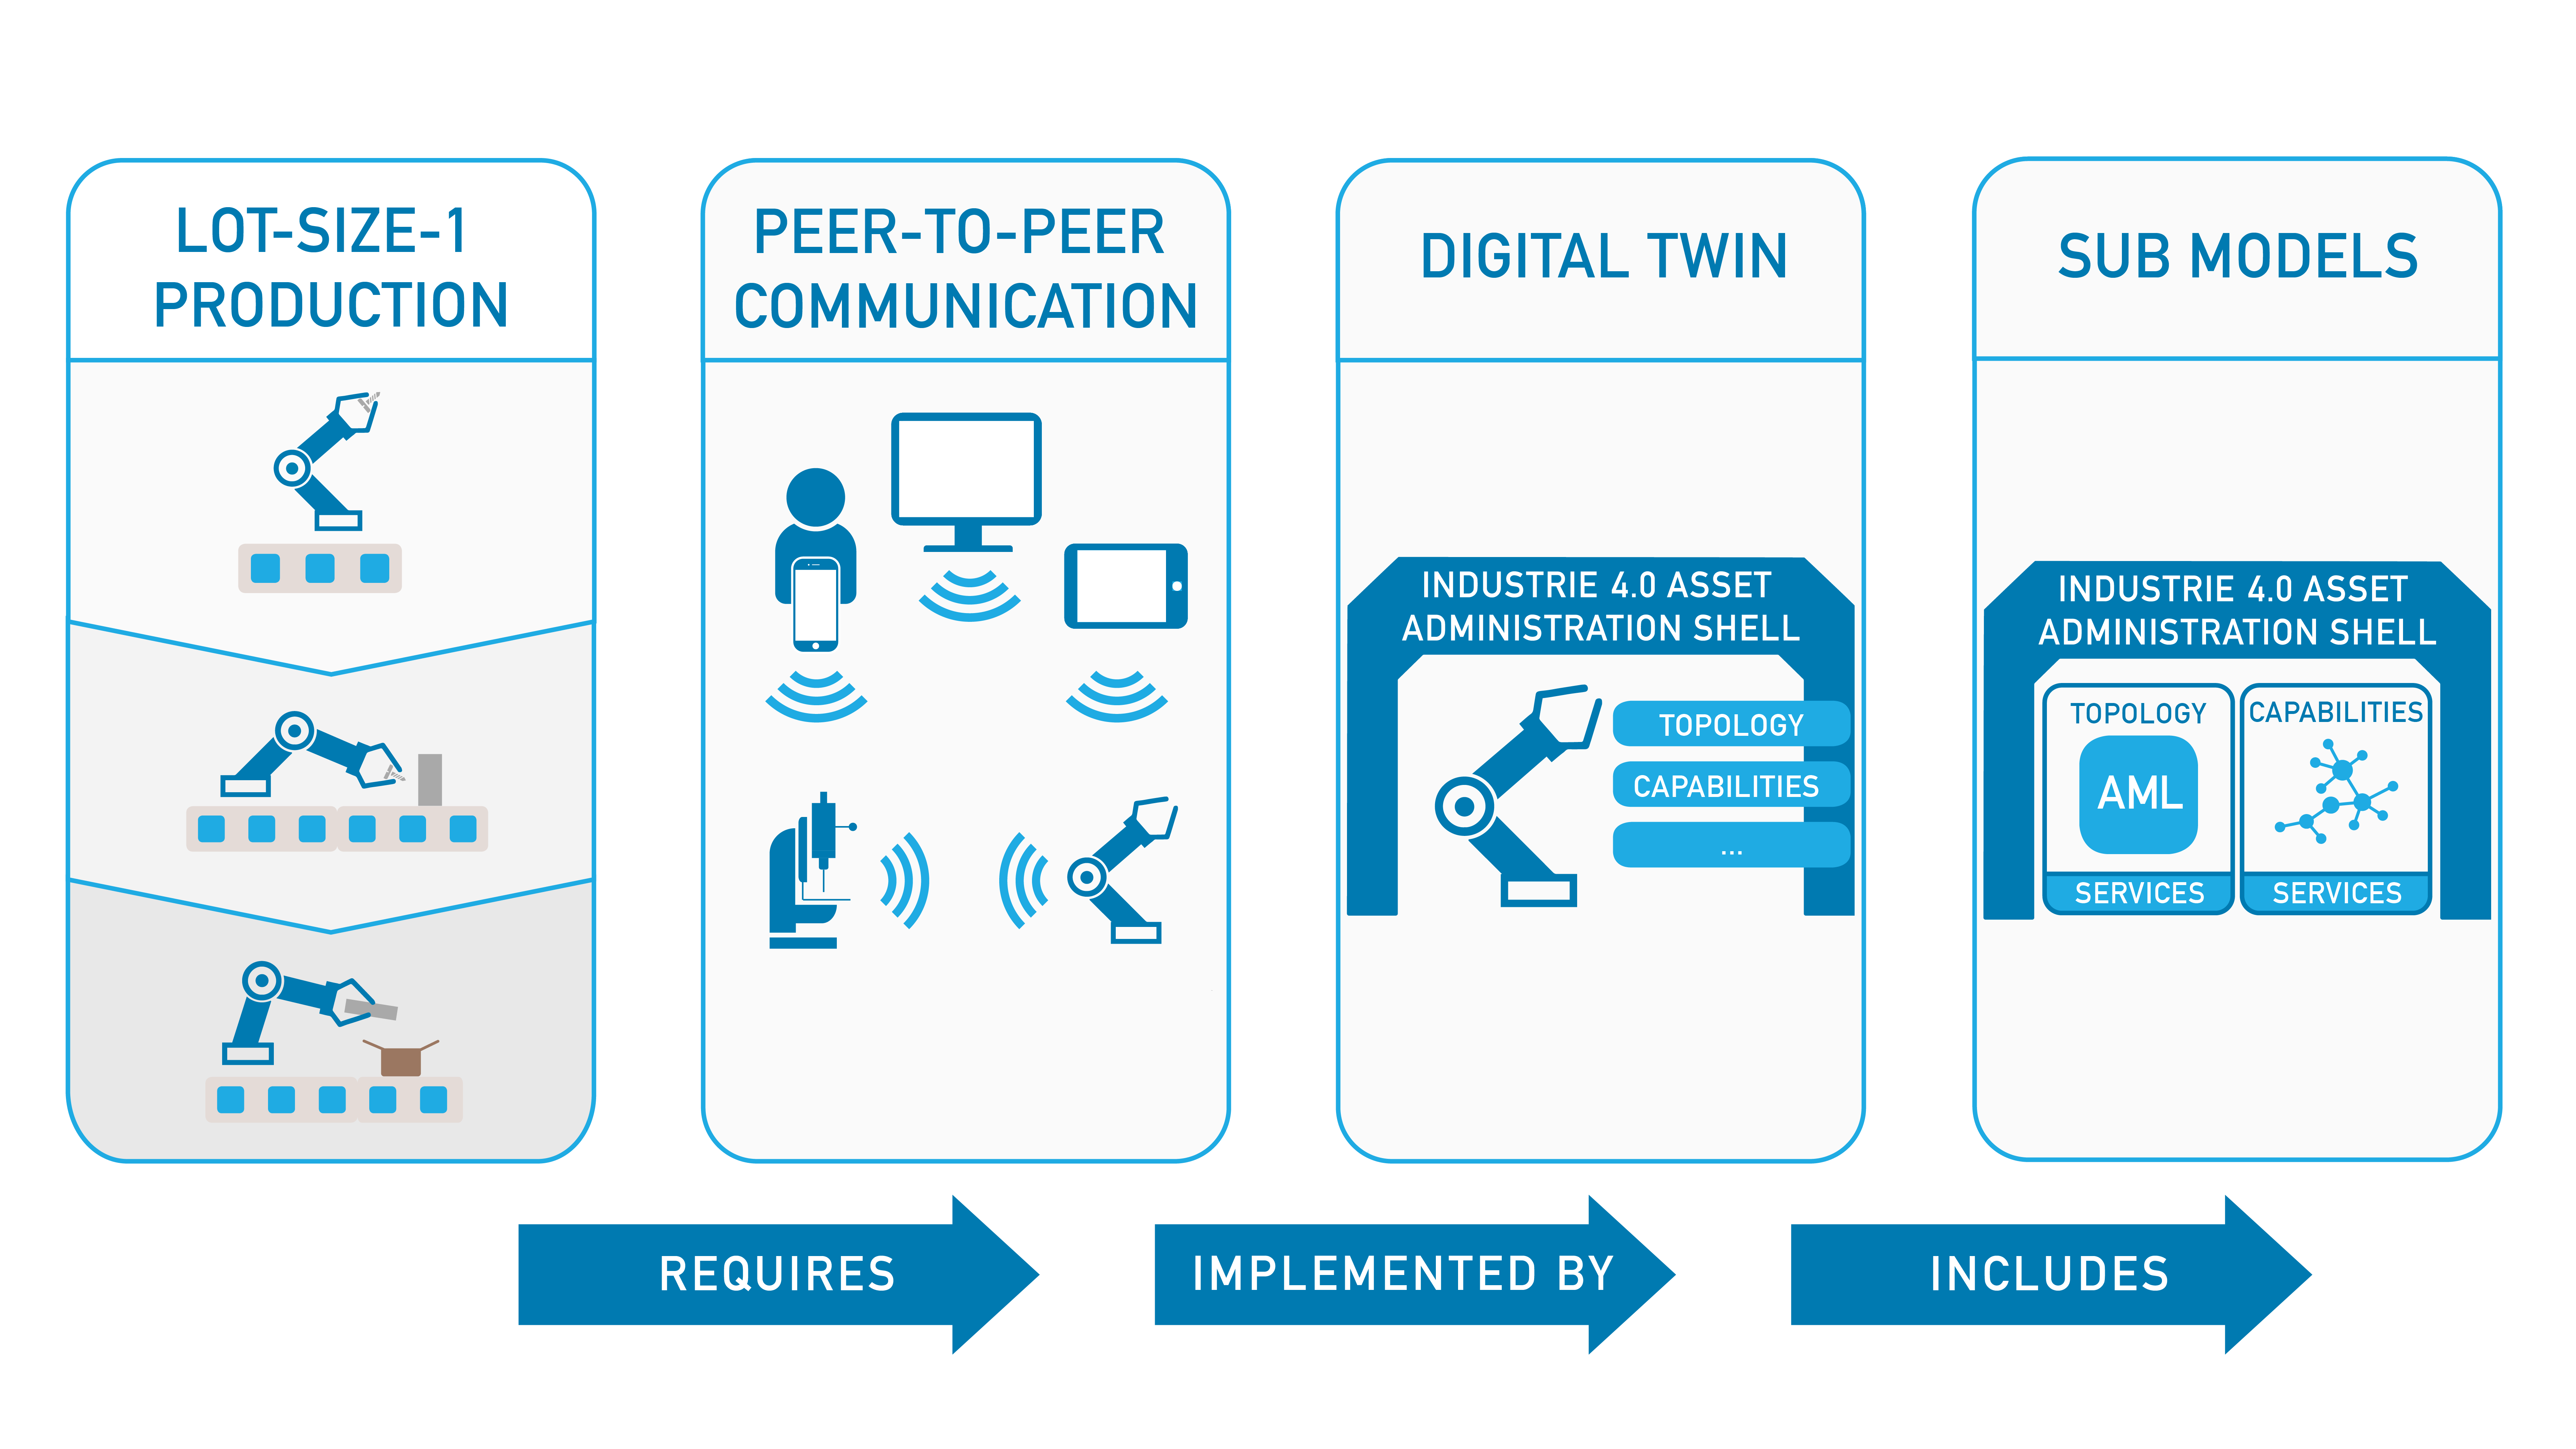 LOT-SIZE-1
PRODUCTION
PEER-TO-PEER
COMMUNICATION
DIGITAL TWIN
INDUSTRIE 4.0 ASSET
ADMINISTRATION SHELL
TOPOLOGY
CAPABILITIES
...
SUB MODELS
INDUSTRIE 4.0 ASSET
ADMINISTRATION SHELL
TOPOLOGY
AML
SERVICES
CAPABILITIES
SERVICES
REQUIRES
IMPLEMENTED BY
INCLUDES